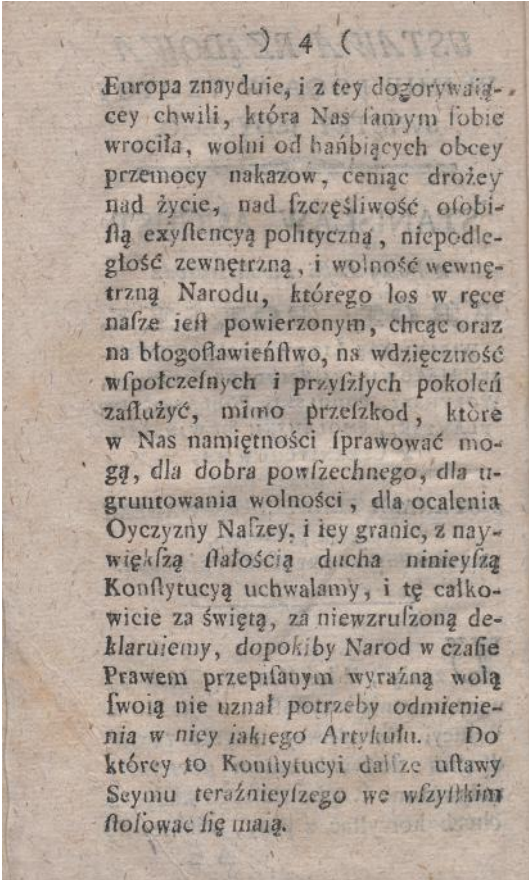 ) 4 (
Europa znayduie, i z tey dogorywaią-
cey chwili, która Nas ſamym ſobie
wrociła, wolni od hańbiących obcey
przemocy nakazow, ceniąc drożey
nad życie, nad ſzczęśliwość oſobi-
ſtą exyſtencyą polityczną, niepodle-
głość zewnętrzną, i wolność wewnę-
trzną Narodu, którego los w ręce
naſze ieſt powierzonym, chcąc oraz
na błogoſławieńſtwo, na wdzięczność
wſpołczeſnych i przyſzłych pokoleń
zaſłużyć, mimo przeſzkod, które
w Nas namiętności ſprawować mo-
gą, dla dobra powſzechnego, dla u-
gruntowania wolności, dla ocalenia
Oyczyzny Naſzey, i iey granic, z nay-
więkſzą ſtałością ducha ninieyſzą
Konſtytucyą uchwalamy, i tę całko-
wicie za świętą, za niewzruſzoną de-
klaruiemy, dopokiby Narod w czaſie
Prawem przepiſanym wyraźną wolą
ſwoią nie uznał potrzeby odmienie-
nia w niey iakiego Artykułu. Do
którey to Konſtytucyi dalſze uſtawy
Seymu teraźnieyſzego we wſzyſtkim
ſtoſowac ſię maią.